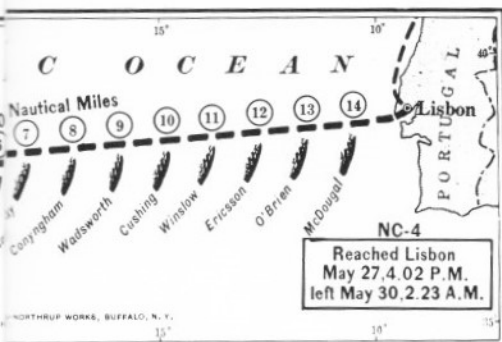 15° 10°
C OCEAN
40°
Nautical Miles
7 8 9 10 11 12 13 14
Lisbon
PORTUGAL
Conyngham
Wadsworth
Cushing
Winslow
Ericsson
O'Brien
McDougal
NC-4
Reached Lisbon
May 27,4.02 P.M.
left May 30,2.23 A.M.
NORTHRUP WORKS, BUFFALO, N. Y.
15° 10° 35°